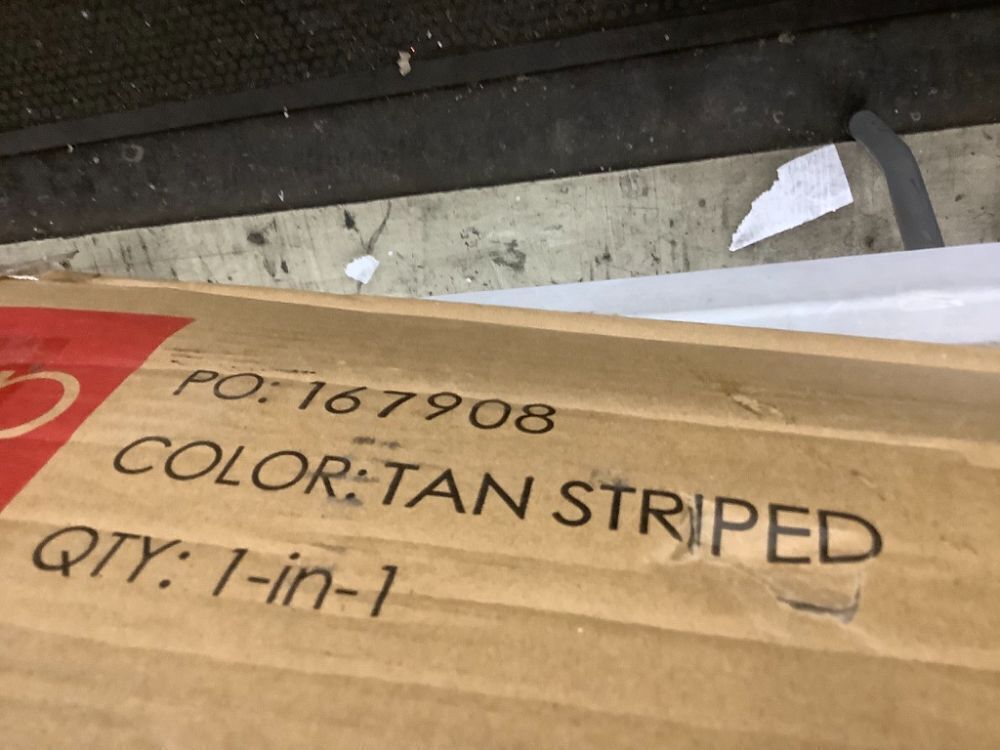 PO: 167908
COLOR: TAN STRIPED
QTY: 1-in-1